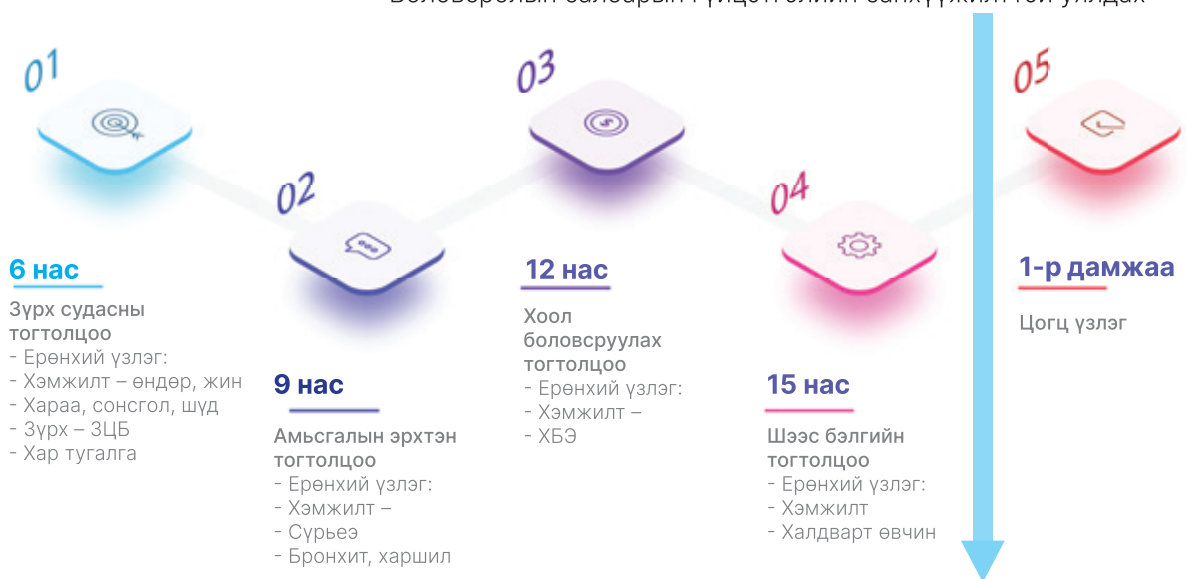 01
6 нас
Зүрх судасны
тогтолцоо
- Ерөнхий үзлэг:
- Хэмжилт – өндөр, жин
- Хараа, сонсгол, шүд
- Зүрх – ЗЦБ
- Хар тугалга
02
9 нас
Амьсгалын эрхтэн
тогтолцоо
- Ерөнхий үзлэг:
- Хэмжилт –
- Сүрьеэ
- Бронхит, харшил
03
12 нас
Хоол
боловсруулах
тогтолцоо
- Ерөнхий үзлэг:
- Хэмжилт –
- ХБЭ
04
15 нас
Шээс бэлгийн
тогтолцоо
- Ерөнхий үзлэг:
- Хэмжилт
- Халдварт өвчин
05
1-р дамжаа
Цогц үзлэг